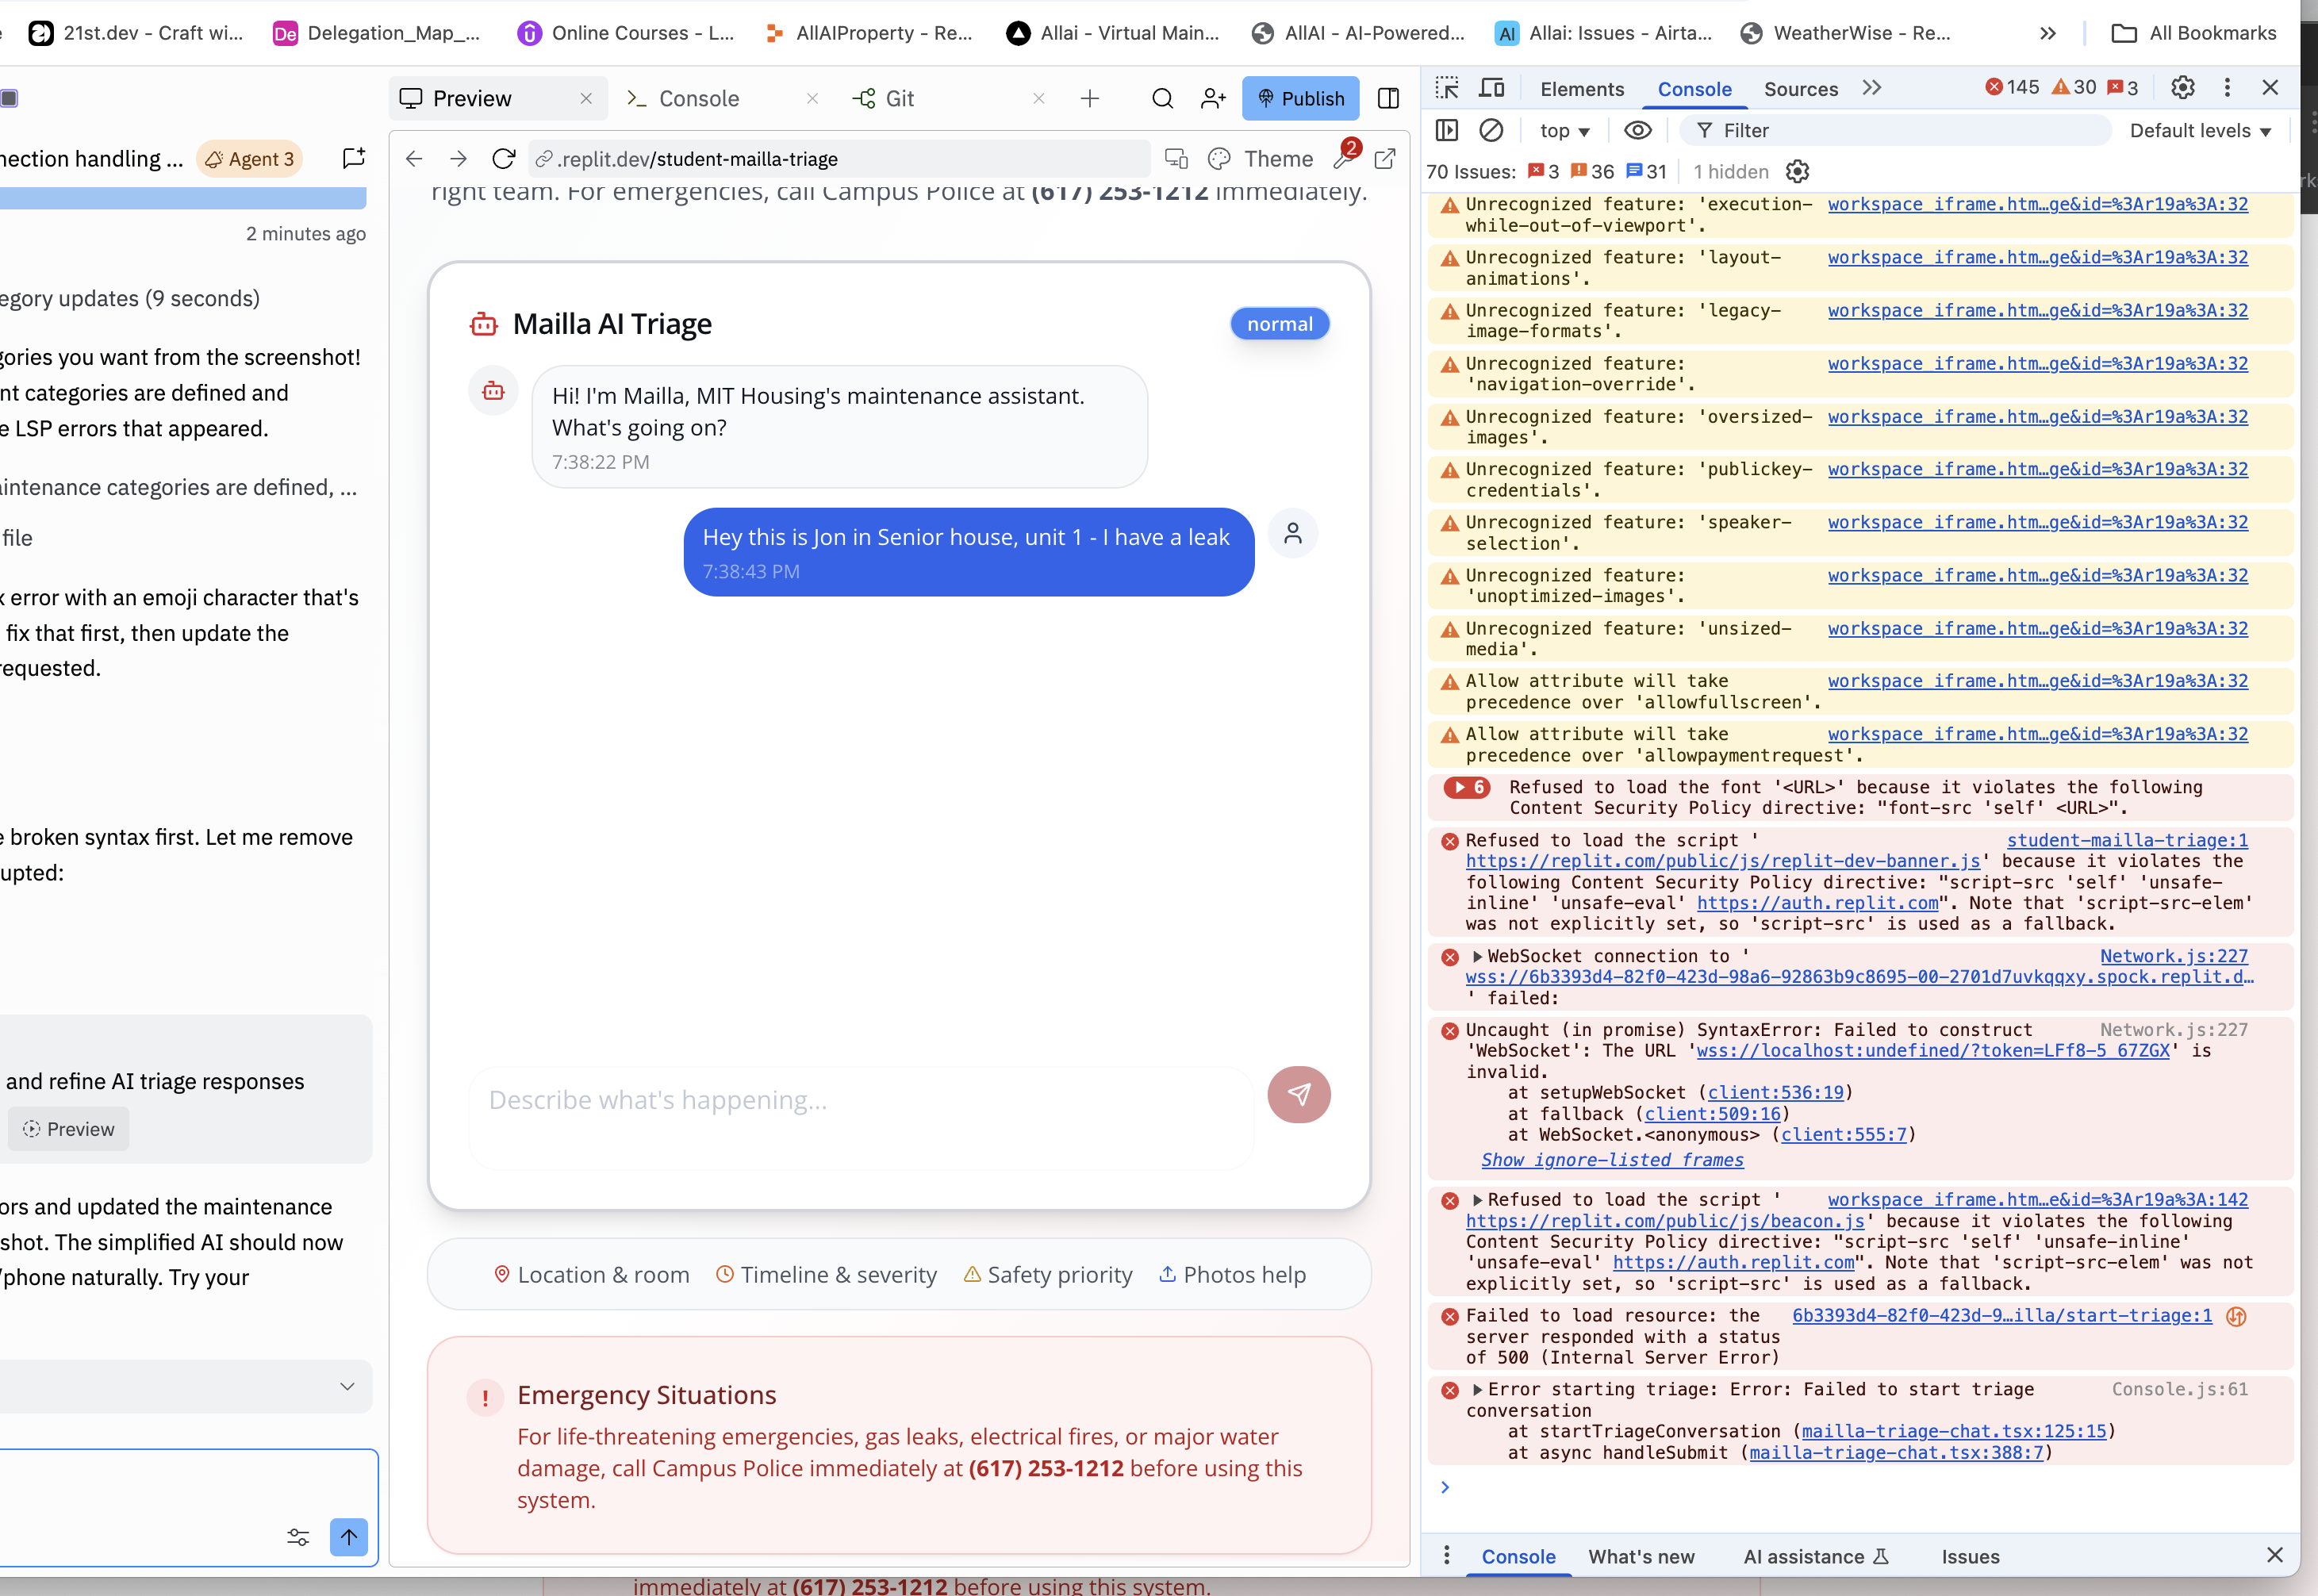 21st.dev - Craft wi...
De Delegation_Map_...
Online Courses - L...
AllAIProperty - Re...
Allai - Virtual Main...
AllAI - AI-Powered...
AI Allai: Issues - Airta...
WeatherWise - Re...
All Bookmarks
nection handling ...
Agent 3
2 minutes ago
egory updates (9 seconds)
gories you want from the screenshot!
nt categories are defined and
e LSP errors that appeared.
aintenance categories are defined, ...
file
x error with an emoji character that's
fix that first, then update the
requested.
e broken syntax first. Let me remove
upted:
and refine AI triage responses
Preview
ors and updated the maintenance
shot. The simplified AI should now
/phone naturally. Try your
Preview
Console
Git
Publish
.replit.dev/student-mailla-triage
Theme
2
right team. For emergencies, call Campus Police at (617) 253-1212 immediately.
Mailla AI Triage
normal
Hi! I'm Mailla, MIT Housing's maintenance assistant.
What's going on?
7:38:22 PM
Hey this is Jon in Senior house, unit 1 - I have a leak
7:38:43 PM
Describe what's happening...
Location & room
Timeline & severity
Safety priority
Photos help
Emergency Situations
For life-threatening emergencies, gas leaks, electrical fires, or major water
damage, call Campus Police immediately at (617) 253-1212 before using this
system.
immediately at (617) 253-1212 before using this system.
Elements
Console
Sources
145
30
3
top
Filter
Default levels
70 Issues: 3 36 31
1 hidden
Unrecognized feature: 'execution- workspace_iframe.htm…ge&id=%3Ar19a%3A:32
while-out-of-viewport'.
Unrecognized feature: 'layout- workspace_iframe.htm…ge&id=%3Ar19a%3A:32
animations'.
Unrecognized feature: 'legacy- workspace_iframe.htm…ge&id=%3Ar19a%3A:32
image-formats'.
Unrecognized feature: workspace_iframe.htm…ge&id=%3Ar19a%3A:32
'navigation-override'.
Unrecognized feature: 'oversized- workspace_iframe.htm…ge&id=%3Ar19a%3A:32
images'.
Unrecognized feature: 'publickey- workspace_iframe.htm…ge&id=%3Ar19a%3A:32
credentials'.
Unrecognized feature: 'speaker- workspace_iframe.htm…ge&id=%3Ar19a%3A:32
selection'.
Unrecognized feature: workspace_iframe.htm…ge&id=%3Ar19a%3A:32
'unoptimized-images'.
Unrecognized feature: 'unsized- workspace_iframe.htm…ge&id=%3Ar19a%3A:32
media'.
Allow attribute will take workspace_iframe.htm…ge&id=%3Ar19a%3A:32
precedence over 'allowfullscreen'.
Allow attribute will take workspace_iframe.htm…ge&id=%3Ar19a%3A:32
precedence over 'allowpaymentrequest'.
6 Refused to load the font '<URL>' because it violates the following
Content Security Policy directive: "font-src 'self' <URL>".
Refused to load the script ' student-mailla-triage:1
https://replit.com/public/js/replit-dev-banner.js' because it violates the
following Content Security Policy directive: "script-src 'self' 'unsafe-
inline' 'unsafe-eval' https://auth.replit.com". Note that 'script-src-elem'
was not explicitly set, so 'script-src' is used as a fallback.
WebSocket connection to ' Network.js:227
wss://6b3393d4-82f0-423d-98a6-92863b9c8695-00-2701d7uvkqqxy.spock.replit.d…
' failed:
Uncaught (in promise) SyntaxError: Failed to construct Network.js:227
'WebSocket': The URL 'wss://localhost:undefined/?token=LFf8-5_67ZGX' is
invalid.
at setupWebSocket (client:536:19)
at fallback (client:509:16)
at WebSocket.<anonymous> (client:555:7)
Show ignore-listed frames
Refused to load the script ' workspace_iframe.htm…e&id=%3Ar19a%3A:142
https://replit.com/public/js/beacon.js' because it violates the following
Content Security Policy directive: "script-src 'self' 'unsafe-inline'
'unsafe-eval' https://auth.replit.com". Note that 'script-src-elem' was not
explicitly set, so 'script-src' is used as a fallback.
Failed to load resource: the 6b3393d4-82f0-423d-9…illa/start-triage:1
server responded with a status
of 500 (Internal Server Error)
Error starting triage: Error: Failed to start triage Console.js:61
conversation
at startTriageConversation (mailla-triage-chat.tsx:125:15)
at async handleSubmit (mailla-triage-chat.tsx:388:7)
Console
What's new
AI assistance
Issues